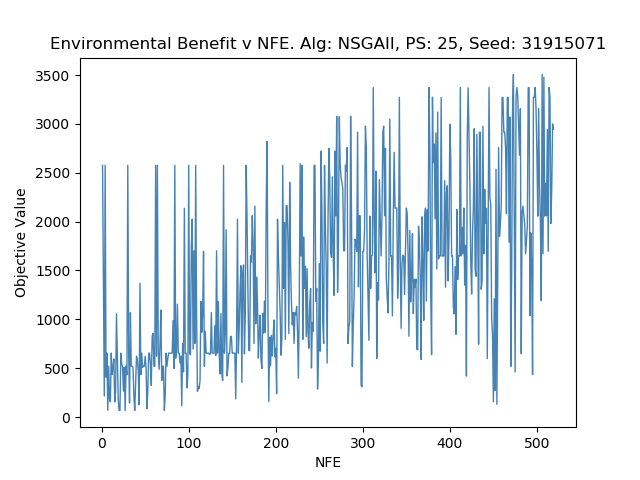 Environmental Benefit v NFE. Alg: NSGAII, PS: 25, Seed: 31915071
Objective Value
3500
3000
2500
2000
1500
1000
500
0
0 100 200 300 400 500
NFE